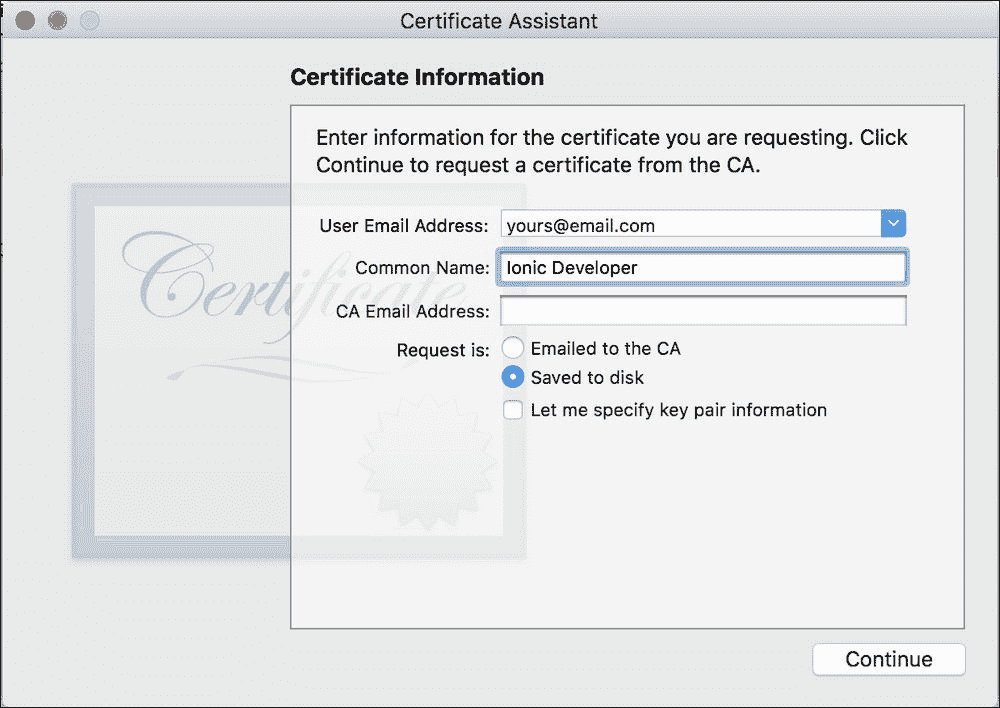 Certificate Assistant
Certificate Information
Enter information for the certificate you are requesting. Click
Continue to request a certificate from the CA.
User Email Address: yours@email.com
Common Name: Ionic Developer
CA Email Address:
Request is: Emailed to the CA
Saved to disk
Let me specify key pair information
Certificate
Continue